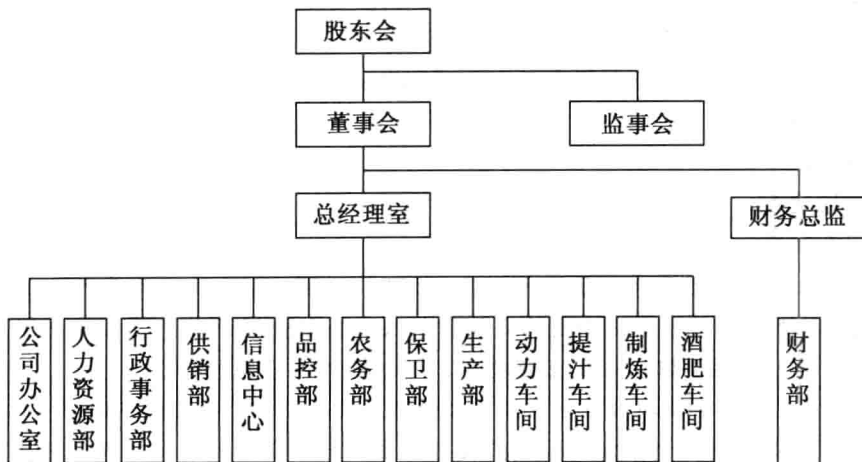 股东会
董事会
监事会
总经理室
财务总监
公司办公室
人力资源部
行政事务部
供销部
信息中心
品控部
农务部
保卫部
生产部
动力车间
提汁车间
制炼车间
酒肥车间
财务部